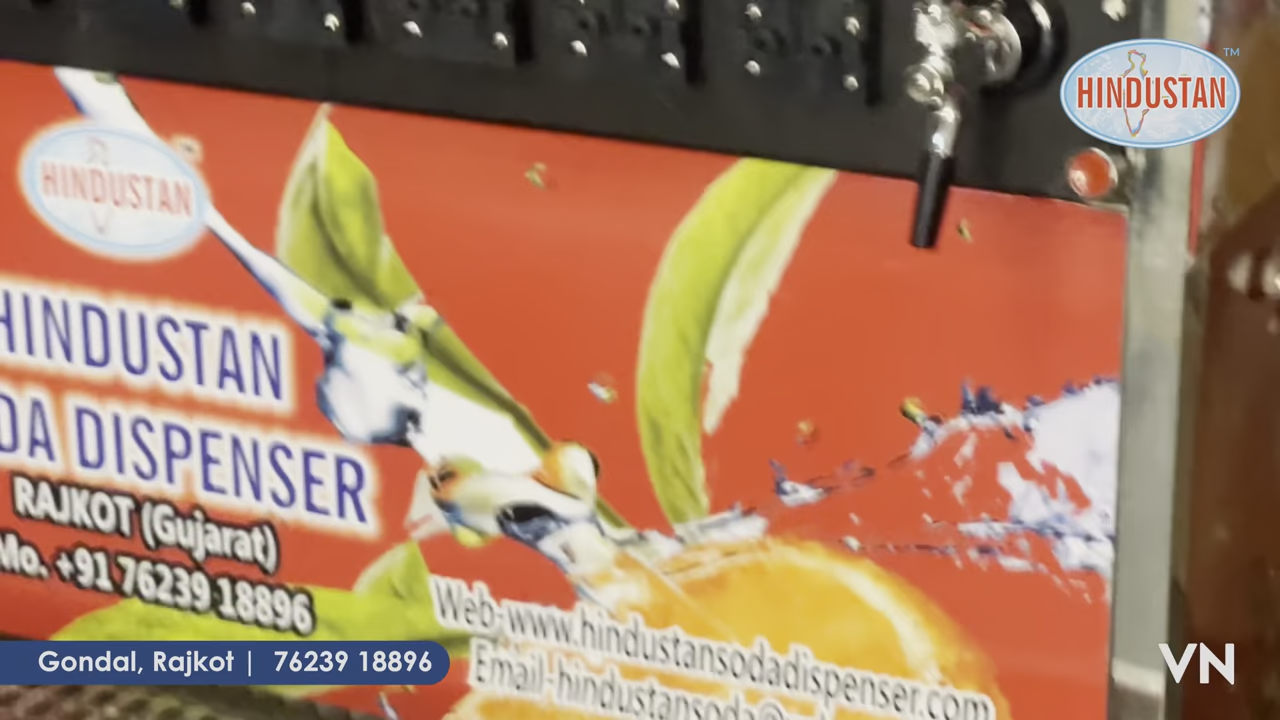 HINDUSTAN TM
HINDUSTAN
HINDUSTAN
DA DISPENSER
RAJKOT (Gujarat)
Mo. +91 76239 18896
Web-www.hindustansodadispenser.com
Email-hindustansoda@
Gondal, Rajkot | 76239 18896
VN